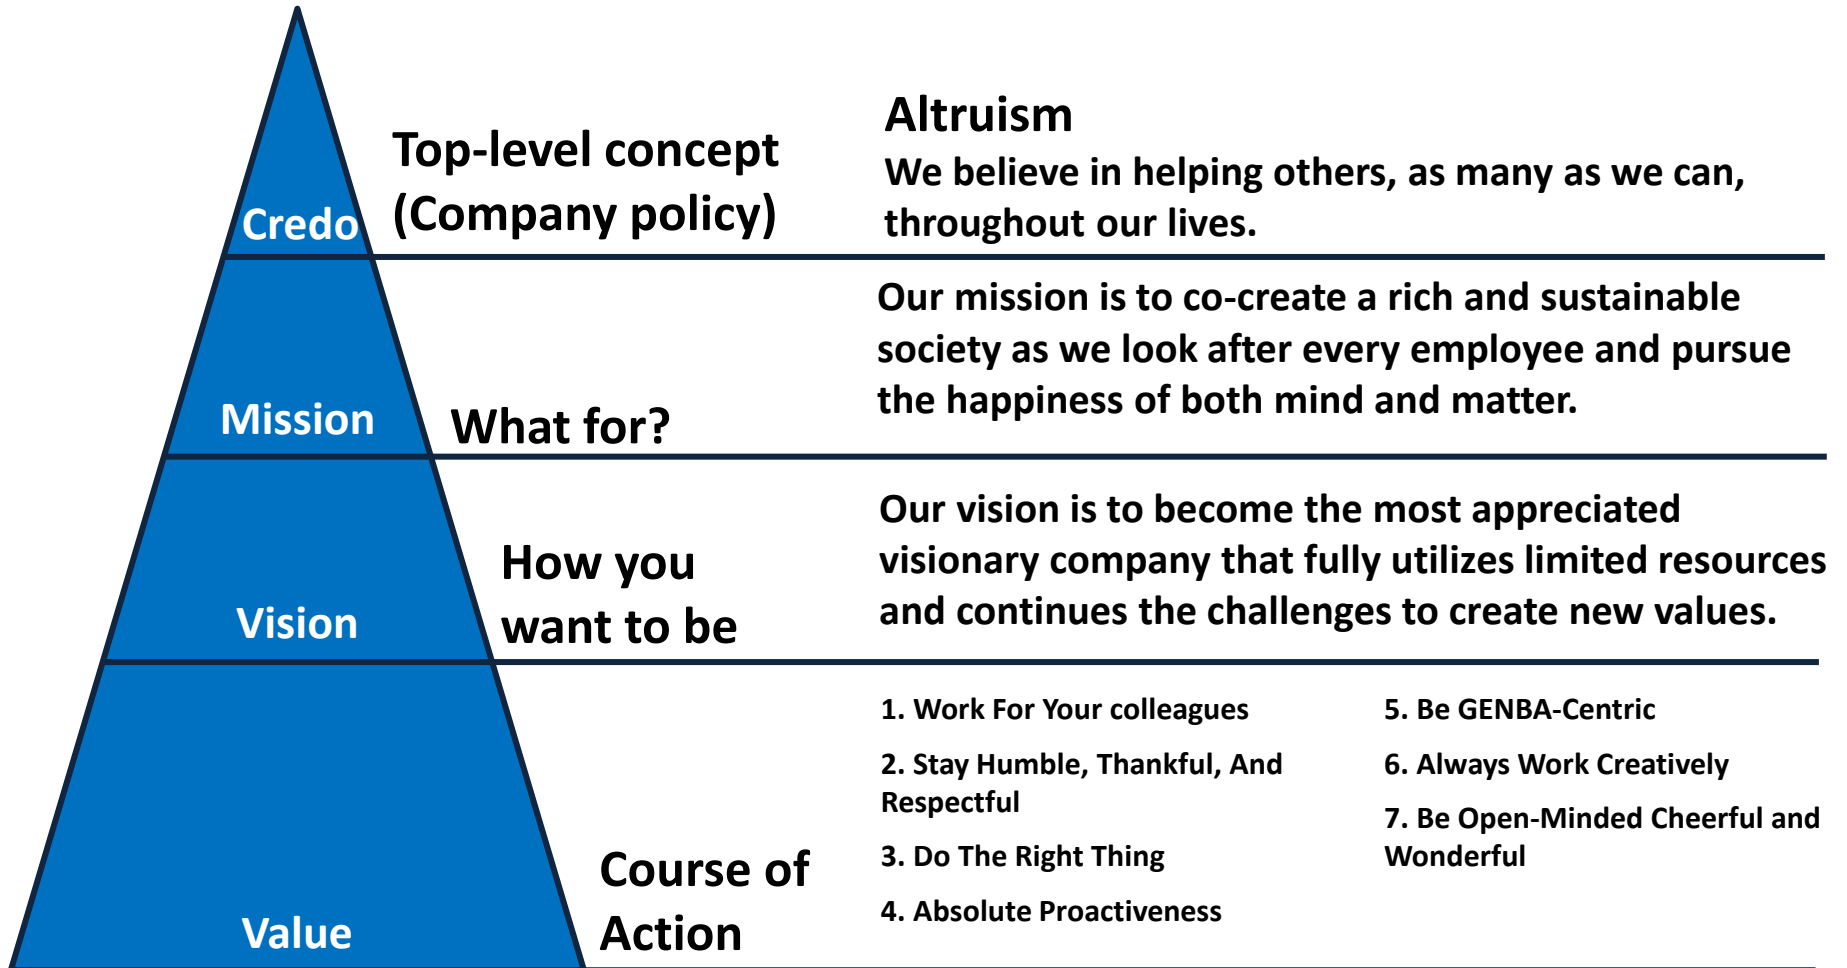 Credo
Top-level concept
(Company policy)
Altruism
We believe in helping others, as many as we can,
throughout our lives.
Mission
What for?
Our mission is to co-create a rich and sustainable
society as we look after every employee and pursue
the happiness of both mind and matter.
Vision
How you
want to be
Our vision is to become the most appreciated
visionary company that fully utilizes limited resources
and continues the challenges to create new values.
Value
Course of
Action
1. Work For Your colleagues
2. Stay Humble, Thankful, And
Respectful
3. Do The Right Thing
4. Absolute Proactiveness
5. Be GENBA-Centric
6. Always Work Creatively
7. Be Open-Minded Cheerful and
Wonderful